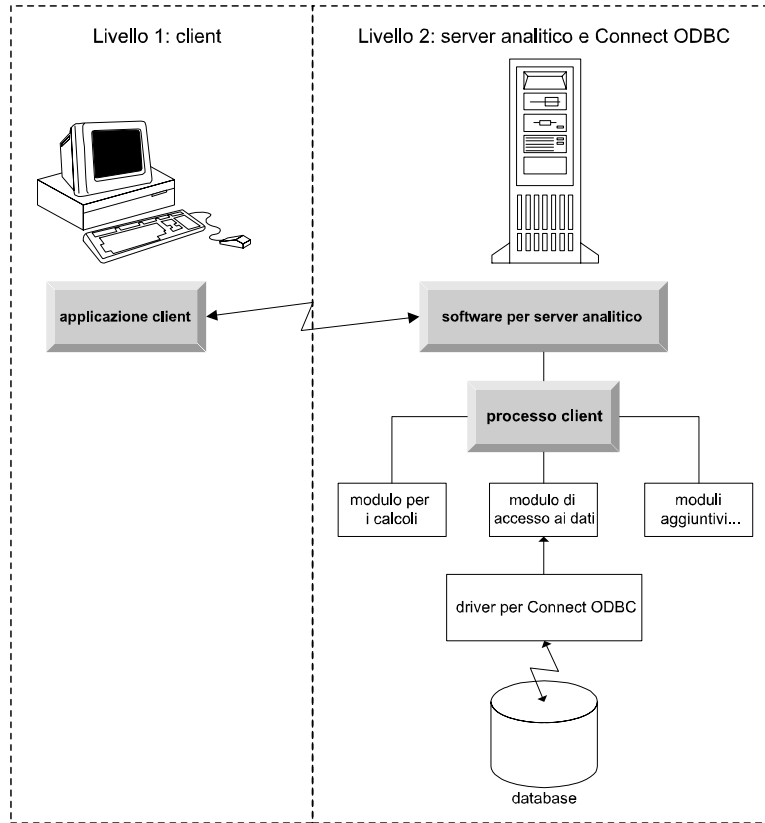 Livello 1: client
Livello 2: server analitico e Connect ODBC
applicazione client
software per server analitico
processo client
modulo per
i calcoli
modulo di
accesso ai dati
moduli
aggiuntivi...
driver per Connect ODBC
database